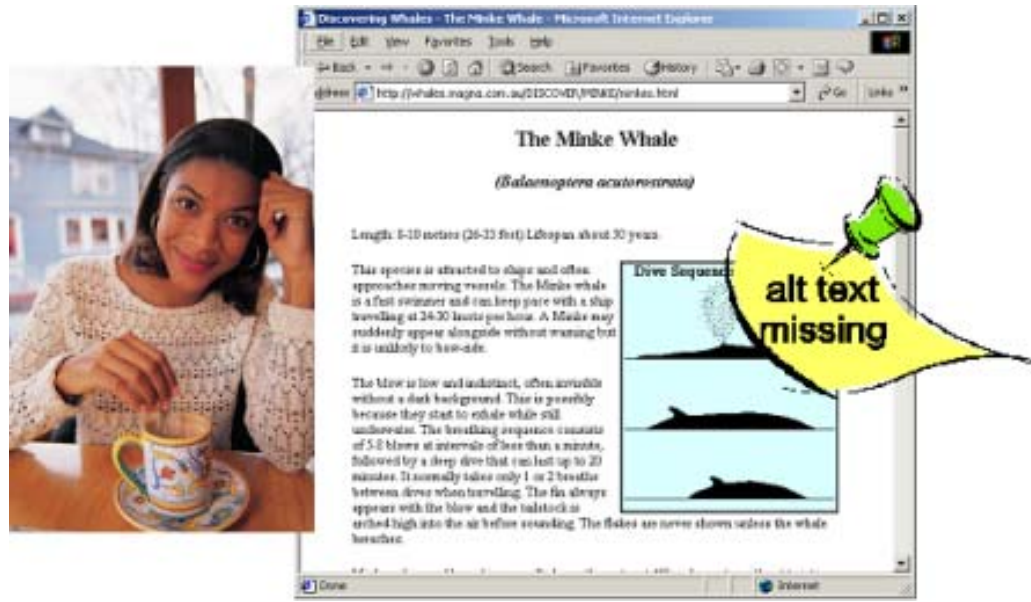 Discovering Whales - The Minke Whale - Microsoft Internet Explorer
File Edit View Favorites Tools Help
Back Search Favorites History
Address http://whales.magna.com.au/DISCOVER/MINKE/minkes.html Go Links »
The Minke Whale
(Balaenoptera acutorostrata)
Length: 8-10 metres (26-33 feet) Lifespan about 50 years.
This species is attracted to ships and often
approaches moving vessels. The Minke whale
is a fast swimmer and can keep pace with a ship
travelling at 24-30 knots per hour. A Minke may
suddenly appear alongside without warning but
it is unlikely to bow-ride.
Dive Sequence
alt text
missing
The blow is low and indistinct, often invisible
without a dark background. This is possibly
because they start to exhale while still
underwater. The breathing sequence consists
of 5-8 blows at intervals of less than a minute,
followed by a deep dive that can last up to 20
minutes. It normally takes only 1 or 2 breaths
between dives when travelling. The fin always
appears with the blow and the tailstock is
arched high into the air before sounding. The flukes are never shown unless the whale
breaches.
Done Internet